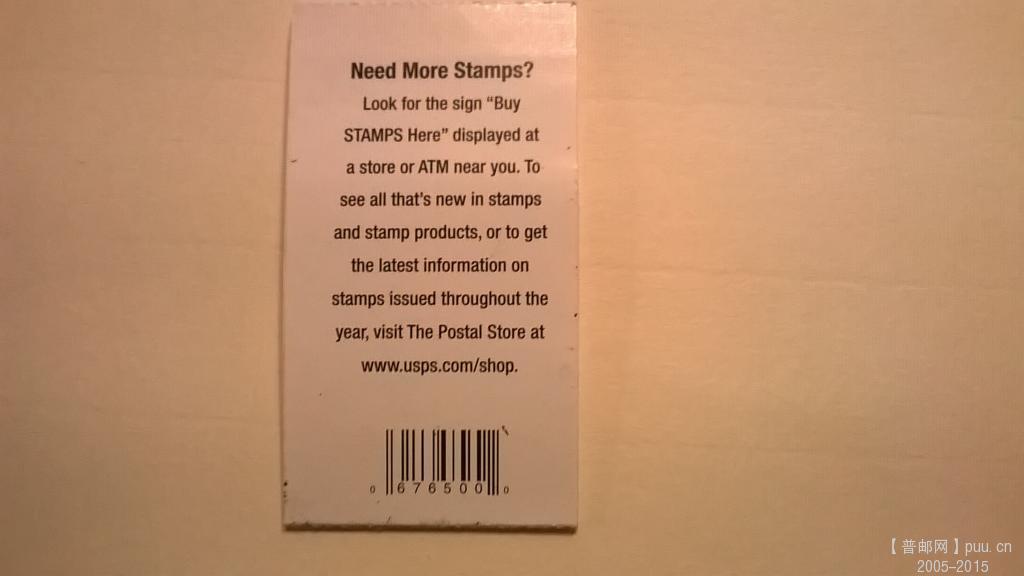 Need More Stamps?
Look for the sign “Buy
STAMPS Here” displayed at
a store or ATM near you. To
see all that’s new in stamps
and stamp products, or to get
the latest information on
stamps issued throughout the
year, visit The Postal Store at
www.usps.com/shop.
0 676500 0
【普邮网】puu.cn
2005-2015